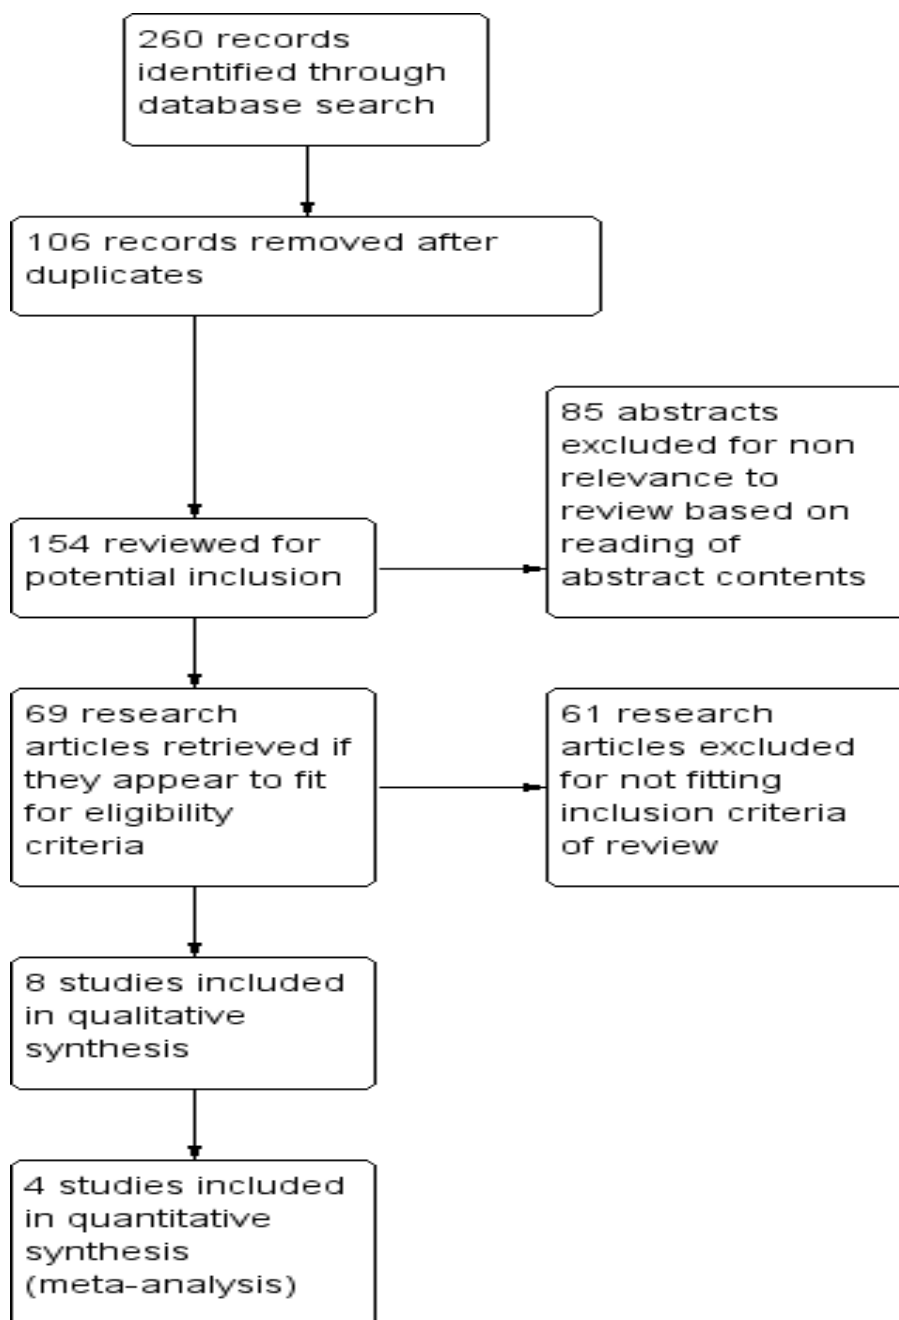 260 records
identified through
database search
106 records removed after
duplicates
85 abstracts
excluded for non
relevance to
review based on
reading of
abstract contents
154 reviewed for
potential inclusion
69 research
articles retrieved if
they appear to fit
for eligibility
criteria
61 research
articles excluded
for not fitting
inclusion criteria
of review
8 studies included
in qualitative
synthesis
4 studies included
in quantitative
synthesis
(meta-analysis)